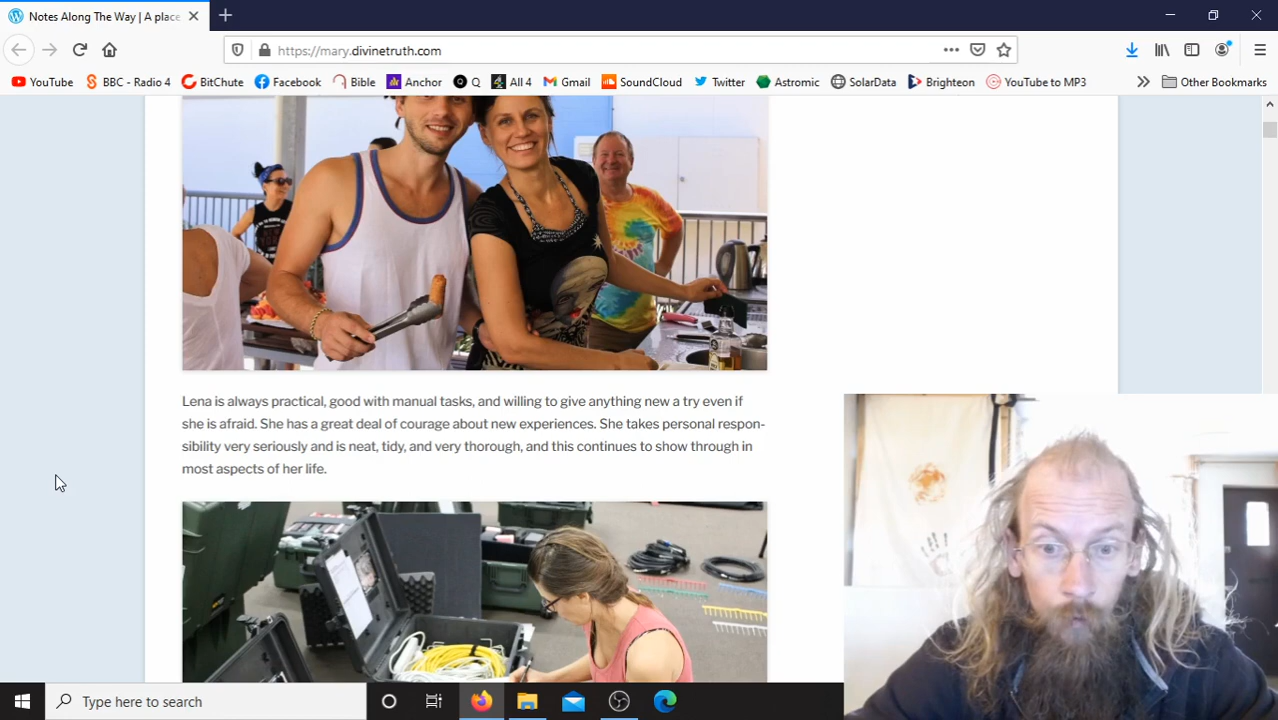 Notes Along The Way | A place
https://mary.divinetruth.com
YouTube
BBC - Radio 4
BitChute
Facebook
Bible
Anchor
Q
All 4
Gmail
SoundCloud
Twitter
Astromic
SolarData
Brighteon
YouTube to MP3
Other Bookmarks
Lena is always practical, good with manual tasks, and willing to give anything new a try even if
she is afraid. She has a great deal of courage about new experiences. She takes personal respon-
sibility very seriously and is neat, tidy, and very thorough, and this continues to show through in
most aspects of her life.
Type here to search